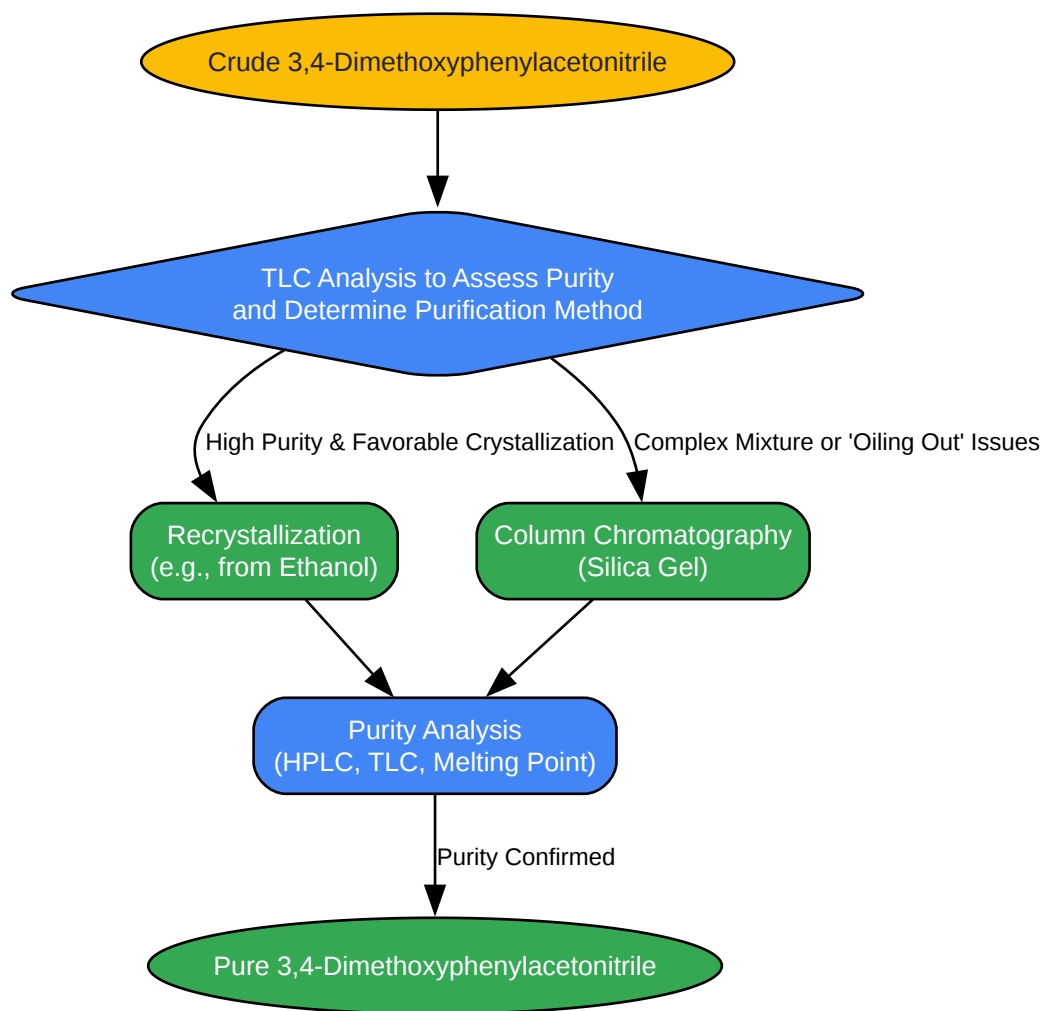 Crude 3,4-Dimethoxyphenylacetonitrile
TLC Analysis to Assess Purity
and Determine Purification Method
High Purity & Favorable Crystallization
Complex Mixture or 'Oiling Out' Issues
Recrystallization
(e.g., from Ethanol)
Column Chromatography
(Silica Gel)
Purity Analysis
(HPLC, TLC, Melting Point)
Purity Confirmed
Pure 3,4-Dimethoxyphenylacetonitrile